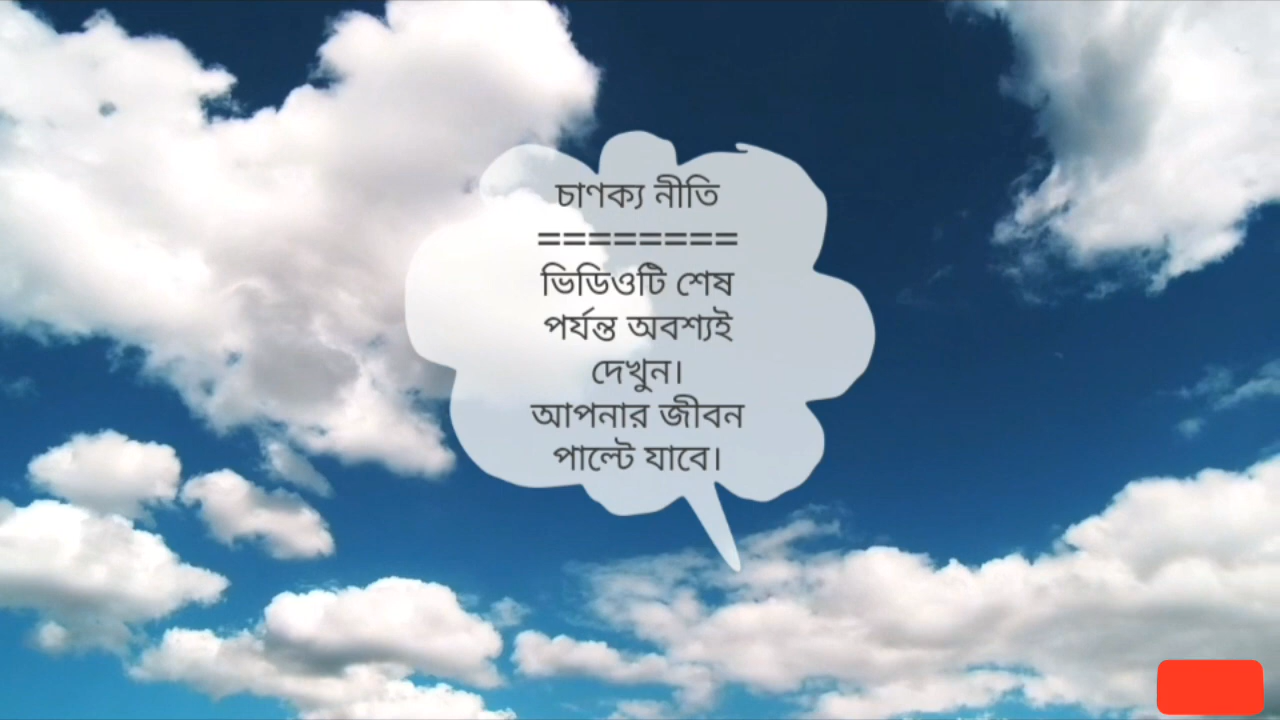 চাণক্য নীতি
========
ভিডিওটি শেষ
পর্যন্ত অবশ্যই
দেখুন।
আপনার জীবন
পাল্টে যাবে।